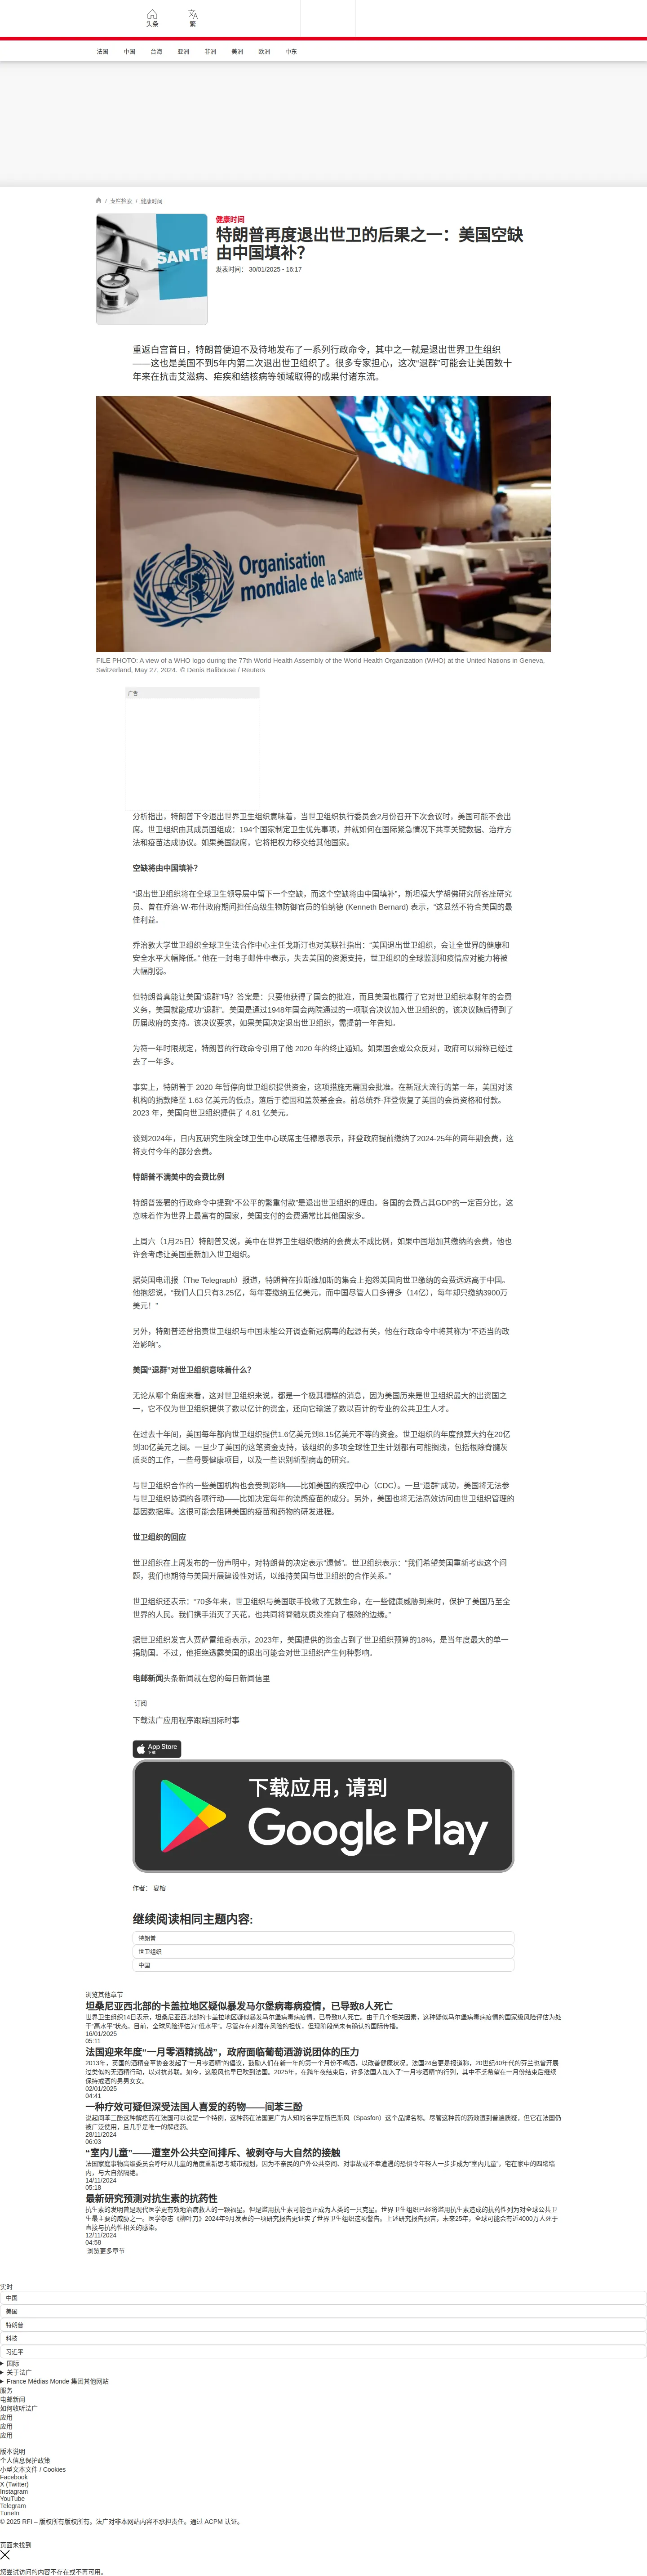 头条
繁
法国
中国
台海
亚洲
非洲
美洲
欧洲
中东
/ 专栏检索 / 健康时间
SANTÉ
健康时间
特朗普再度退出世卫的后果之一：美国空缺
由中国填补？
发表时间： 30/01/2025 - 16:17
重返白宫首日，特朗普便迫不及待地发布了一系列行政命令，其中之一就是退出世界卫生组织
——这也是美国不到5年内第二次退出世卫组织了。很多专家担心，这次“退群”可能会让美国数十
年来在抗击艾滋病、疟疾和结核病等领域取得的成果付诸东流。
Organisation
mondiale de la Santé
FILE PHOTO: A view of a WHO logo during the 77th World Health Assembly of the World Health Organization (WHO) at the United Nations in Geneva,
Switzerland, May 27, 2024. © Denis Balibouse / Reuters
广告
分析指出，特朗普下令退出世界卫生组织意味着，当世卫组织执行委员会2月份召开下次会议时，美国可能不会出
席。世卫组织由其成员国组成：194个国家制定卫生优先事项，并就如何在国际紧急情况下共享关键数据、治疗方
法和疫苗达成协议。如果美国缺席，它将把权力移交给其他国家。
空缺将由中国填补？
“退出世卫组织将在全球卫生领导层中留下一个空缺，而这个空缺将由中国填补”，斯坦福大学胡佛研究所客座研究
员、曾在乔治·W·布什政府期间担任高级生物防御官员的伯纳德 (Kenneth Bernard) 表示，“这显然不符合美国的最
佳利益。
乔治敦大学世卫组织全球卫生法合作中心主任戈斯汀也对美联社指出：“美国退出世卫组织，会让全世界的健康和
安全水平大幅降低。” 他在一封电子邮件中表示，失去美国的资源支持，世卫组织的全球监测和疫情应对能力将被
大幅削弱。
但特朗普真能让美国“退群”吗？答案是：只要他获得了国会的批准，而且美国也履行了它对世卫组织本财年的会费
义务，美国就能成功“退群”。美国是通过1948年国会两院通过的一项联合决议加入世卫组织的，该决议随后得到了
历届政府的支持。该决议要求，如果美国决定退出世卫组织，需提前一年告知。
为符一年时限规定，特朗普的行政命令引用了他 2020 年的终止通知。如果国会或公众反对，政府可以辩称已经过
去了一年多。
事实上，特朗普于 2020 年暂停向世卫组织提供资金，这项措施无需国会批准。在新冠大流行的第一年，美国对该
机构的捐款降至 1.63 亿美元的低点，落后于德国和盖茨基金会。前总统乔·拜登恢复了美国的会员资格和付款。
2023 年，美国向世卫组织提供了 4.81 亿美元。
谈到2024年，日内瓦研究生院全球卫生中心联席主任穆恩表示，拜登政府提前缴纳了2024-25年的两年期会费，这
将支付今年的部分会费。
特朗普不满美中的会费比例
特朗普签署的行政命令中提到“不公平的繁重付款”是退出世卫组织的理由。各国的会费占其GDP的一定百分比，这
意味着作为世界上最富有的国家，美国支付的会费通常比其他国家多。
上周六（1月25日）特朗普又说，美中在世界卫生组织缴纳的会费太不成比例，如果中国增加其缴纳的会费，他也
许会考虑让美国重新加入世卫组织。
据英国电讯报（The Telegraph）报道，特朗普在拉斯维加斯的集会上抱怨美国向世卫缴纳的会费远远高于中国。
他抱怨说，“我们人口只有3.25亿，每年要缴纳五亿美元，而中国尽管人口多得多（14亿），每年却只缴纳3900万
美元！”
另外，特朗普还曾指责世卫组织与中国未能公开调查新冠病毒的起源有关，他在行政命令中将其称为“不适当的政
治影响”。
美国“退群”对世卫组织意味着什么？
无论从哪个角度来看，这对世卫组织来说，都是一个极其糟糕的消息，因为美国历来是世卫组织最大的出资国之
一，它不仅为世卫组织提供了数以亿计的资金，还向它输送了数以百计的专业的公共卫生人才。
在过去十年间，美国每年都向世卫组织提供1.6亿美元到8.15亿美元不等的资金。世卫组织的年度预算大约在20亿
到30亿美元之间。一旦少了美国的这笔资金支持，该组织的多项全球性卫生计划都有可能搁浅，包括根除脊髓灰
质炎的工作，一些母婴健康项目，以及一些识别新型病毒的研究。
与世卫组织合作的一些美国机构也会受到影响——比如美国的疾控中心（CDC）。一旦“退群”成功，美国将无法参
与世卫组织协调的各项行动——比如决定每年的流感疫苗的成分。另外，美国也将无法高效访问由世卫组织管理的
基因数据库。这很可能会阻碍美国的疫苗和药物的研发进程。
世卫组织的回应
世卫组织在上周发布的一份声明中，对特朗普的决定表示“遗憾”。世卫组织表示：“我们希望美国重新考虑这个问
题，我们也期待与美国开展建设性对话，以维持美国与世卫组织的合作关系。”
世卫组织还表示：“70多年来，世卫组织与美国联手挽救了无数生命，在一些健康威胁到来时，保护了美国乃至全
世界的人民。我们携手消灭了天花，也共同将脊髓灰质炎推向了根除的边缘。”
据世卫组织发言人贾萨雷维奇表示，2023年，美国提供的资金占到了世卫组织预算的18%，是当年度最大的单一
捐助国。不过，他拒绝透露美国的退出可能会对世卫组织产生何种影响。
电邮新闻头条新闻就在您的每日新闻信里
订阅
下载法广应用程序跟踪国际时事
App Store
下载
下载应用，请到
Google Play
作者： 夏榕
继续阅读相同主题内容:
特朗普
世卫组织
中国
浏览其他章节
坦桑尼亚西北部的卡盖拉地区疑似暴发马尔堡病毒病疫情，已导致8人死亡
世界卫生组织14日表示，坦桑尼亚西北部的卡盖拉地区疑似暴发马尔堡病毒病疫情，已导致8人死亡。由于几个相关因素，这种疑似马尔堡病毒病疫情的国家级风险评估为处
于“高水平”状态。目前，全球风险评估为“低水平”。尽管存在对潜在风险的担忧，但现阶段尚未有确认的国际传播。
16/01/2025
05:11
法国迎来年度“一月零酒精挑战”，政府面临葡萄酒游说团体的压力
2013年，英国的酒精变革协会发起了“一月零酒精”的倡议，鼓励人们在新一年的第一个月份不喝酒，以改善健康状况。法国24台更是报道称，20世纪40年代的芬兰也曾开展
过类似的无酒精行动，以对抗苏联。如今，这股风也早已吹到法国。2025年，在跨年夜结束后，许多法国人加入了“一月零酒精”的行列，其中不乏希望在一月份结束后继续
保持戒酒的男男女女。
02/01/2025
04:41
一种疗效可疑但深受法国人喜爱的药物——间苯三酚
说起间苯三酚这种解痉药在法国可以说是一个特例，这种药在法国更广为人知的名字是斯巴斯风（Spasfon）这个品牌名称。尽管这种药的药效遭到普遍质疑，但它在法国仍
被广泛使用，且几乎是唯一的解痉药。
28/11/2024
06:03
“室内儿童”——遭室外公共空间排斥、被剥夺与大自然的接触
法国家庭事物高级委员会呼吁从儿童的角度重新思考城市规划，因为不亲民的户外公共空间、对事故或不幸遭遇的恐惧令年轻人一步步成为“室内儿童”，宅在家中的四堵墙
内，与大自然隔绝。
14/11/2024
05:18
最新研究预测对抗生素的抗药性
抗生素的发明曾是现代医学更有效地治病救人的一颗福星。但是滥用抗生素可能也正成为人类的一只克星。世界卫生组织已经将滥用抗生素造成的抗药性列为对全球公共卫
生最主要的威胁之一。医学杂志《柳叶刀》2024年9月发表的一项研究报告更证实了世界卫生组织这项警告。上述研究报告预言，未来25年，全球可能会有近4000万人死于
直接与抗药性相关的感染。
12/11/2024
04:58
浏览更多章节
实时
中国
美国
特朗普
科技
习近平
国际
关于法广
France Médias Monde 集团其他网站
服务
电邮新闻
如何收听法广
应用
应用
应用
版本说明
个人信息保护政策
小型文本文件 / Cookies
Facebook
X (Twitter)
Instagram
YouTube
Telegram
TuneIn
© 2025 RFI – 版权所有版权所有。法广对非本网站内容不承担责任。通过 ACPM 认证。
页面未找到
您尝试访问的内容不存在或不再可用。